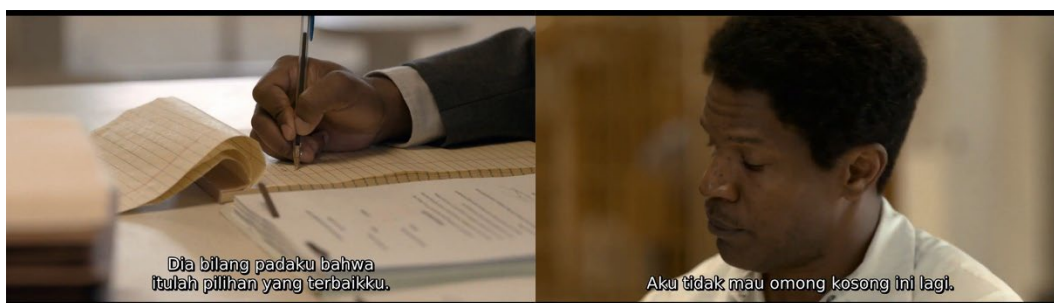 Dia bilang padaku bahwa
itulah pilihan yang terbaikku.
Aku tidak mau omong kosong ini lagi.